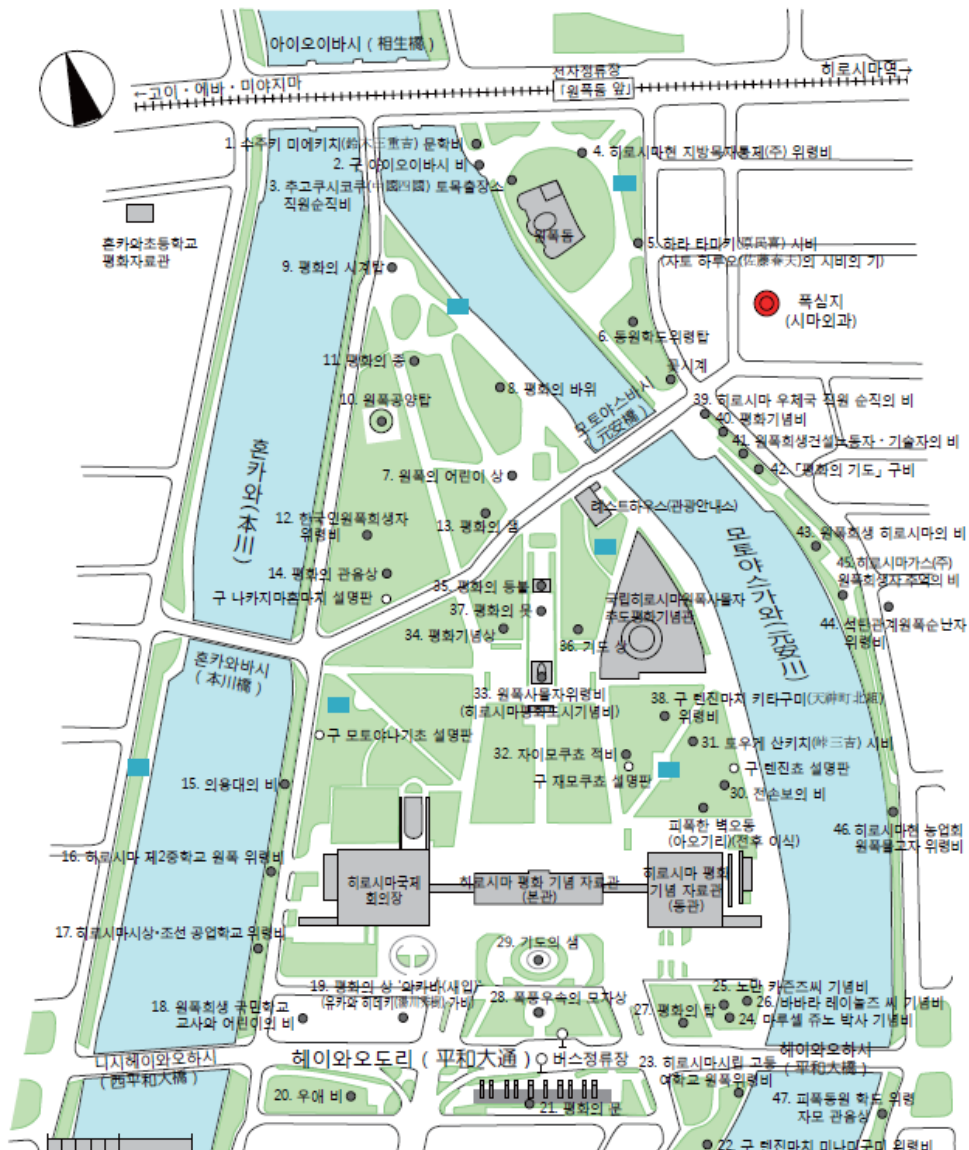 아이오이바시 ( 相生橋 )
←고이・에바・미야지마
전차정류장
「원폭돔 앞」
히로시마역→
1. 수주키 미에키치(鈴木三重吉) 문학비
2. 구 아이오이바시 비
3. 추고쿠시코쿠(中國四國) 토목출장소
직원순직비
4. 히로시마현 지방목재통제(주) 위령비
혼카와초등학교
평화자료관
원폭돔
5. 하라 타미키(原民喜) 시비
(사토 하루오(佐藤春夫)의 시비의 기)
9. 평화의 시계탑
폭심지
(시마외과)
6. 동원학도위령탑
꽃시계
11. 평화의 종
8. 평화의 바위
10. 원폭공양탑
모토야스바시
( 元安橋 )
39. 히로시마 우체국 직원 순직의 비
40. 평화기념비
41. 원폭희생건설노동자・기술자의 비
42. 「평화의 기도」 구비
혼카와(本川)
7. 원폭의 어린이 상
레스트하우스(관광안내소)
12. 한국인원폭희생자
위령비
13. 평화의 샘
모토야스가와(元安川)
43. 원폭희생 히로시마의 비
45.히로시마가스(주)
원폭희생자 추억의 비
14. 평화의 관음상
35. 평화의 등불
구 나카지마혼마치 설명판
37. 평화의 못
국립히로시마원폭사몰자
추도평화기념관
34. 평화기념상
36. 기도 상
44. 석탄관계원폭순난자
위령비
혼카와바시
( 本川橋 )
33. 원폭사몰자위령비
(히로시마평화도시기념비)
38. 구 텐진마치 키타구미(天神町北組)
위령비
구 모토야나기쵸 설명판
31. 토우게 산키치(峠三吉) 시비
32. 자이모쿠쵸 적비
구 재모쿠쵸 설명판
구 텐진쵸 설명판
15. 의용대의 비
30. 전손보의 비
피폭한 벽오동
(아오기리)(전후 이식)
46. 히로시마현 농업회
원폭물고자 위령비
16. 히로시마 제2중학교 원폭 위령비
히로시마국제
회의장
히로시마 평화 기념 자료관
(본관)
히로시마 평화
기념 자료관
(동관)
17. 히로시마시상・조선 공업학교 위령비
29. 기도의 샘
19. 평화의 상 '와카바(새잎)'
(유카와 히데키(湯川秀樹) 가비)
28. 폭풍우속의 모자상
25. 노만 카즌즈씨 기념비
26. 바바라 레이놀즈 씨 기념비
27. 평화의 탑
24. 마루셀 쥬노 박사 기념비
18. 원폭희생 국민학교
교사와 어린이의 비
니시헤이와오하시
( 西平和大橋 )
헤이와오도리 ( 平和大通 )
버스정류장
헤이와오하시
( 平和大橋 )
23. 히로시마시립 고등
여학교 원폭위령비
20. 우애 비
21. 평화의 문
47. 피폭동원 학도 위령
자모 관음상
22. 구 텐진마치 미나미구미 위령비